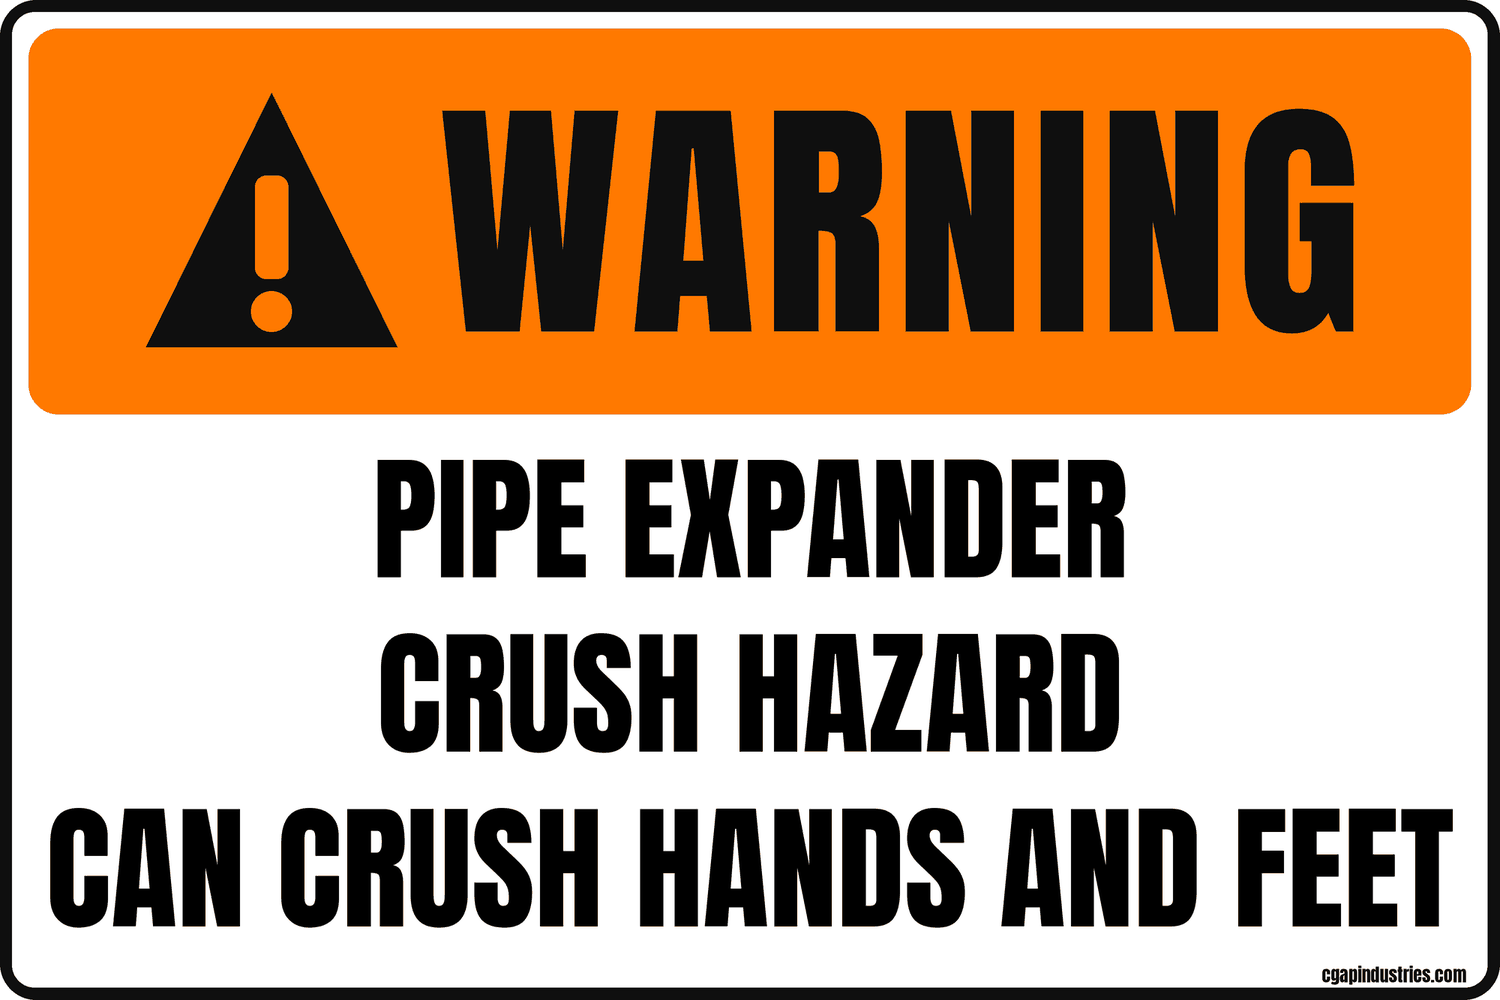 WARNING
PIPE EXPANDER
CRUSH HAZARD
CAN CRUSH HANDS AND FEET
cgapindustries.com